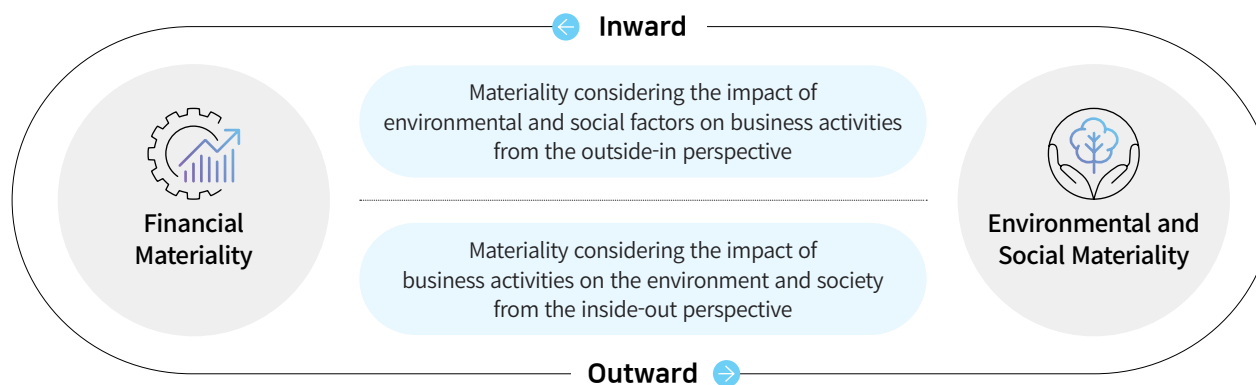 Inward
Materiality considering the impact of
environmental and social factors on business activities
from the outside-in perspective
Financial
Materiality
Environmental and
Social Materiality
Materiality considering the impact of
business activities on the environment and society
from the inside-out perspective
Outward